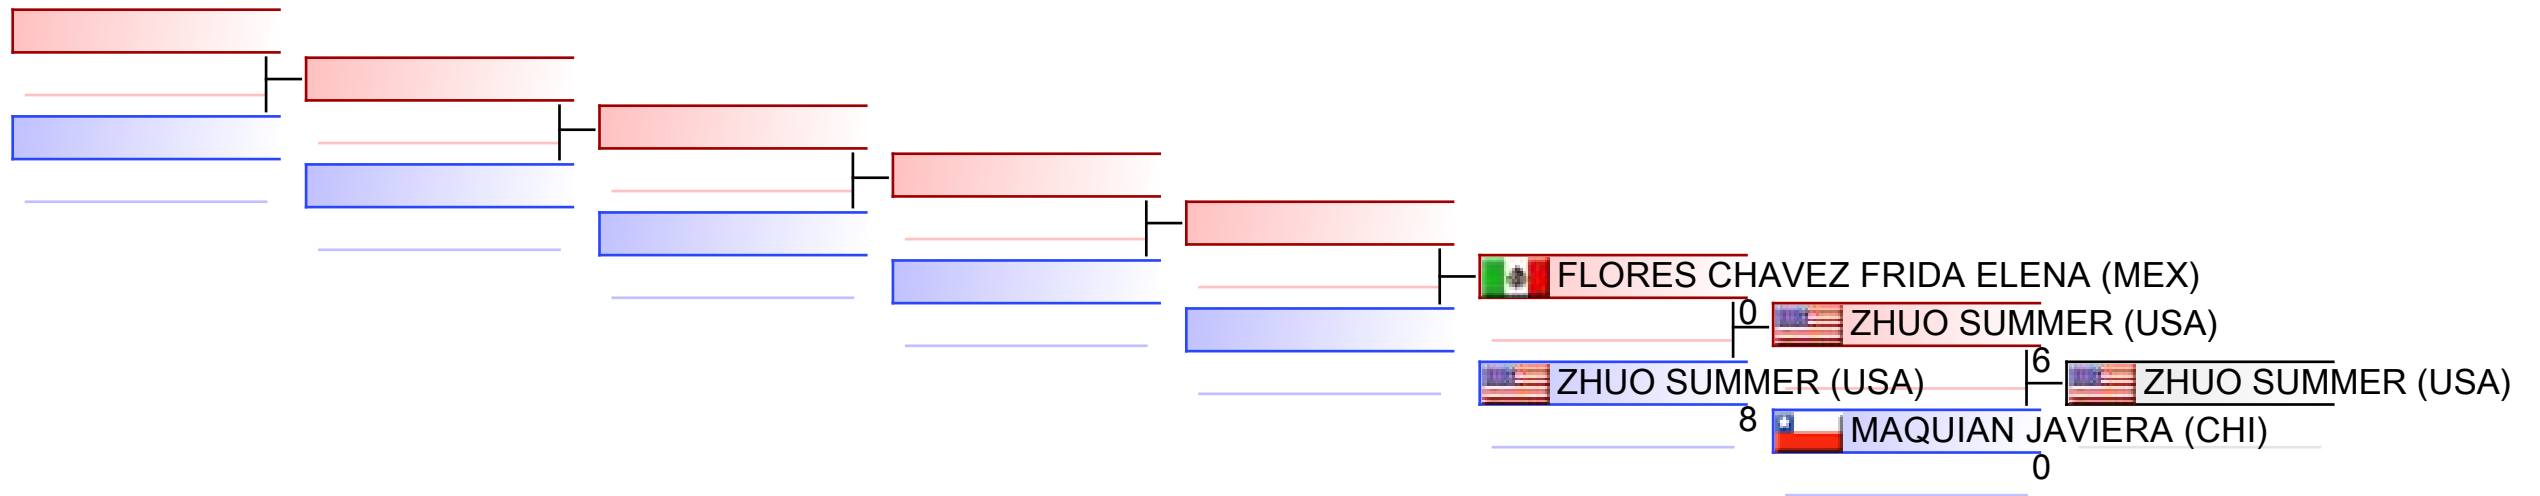 FLORES CHAVEZ FRIDA ELENA (MEX)
0
ZHUO SUMMER (USA)
8
ZHUO SUMMER (USA)
6
MAQUIAN JAVIERA (CHI)
0
ZHUO SUMMER (USA)